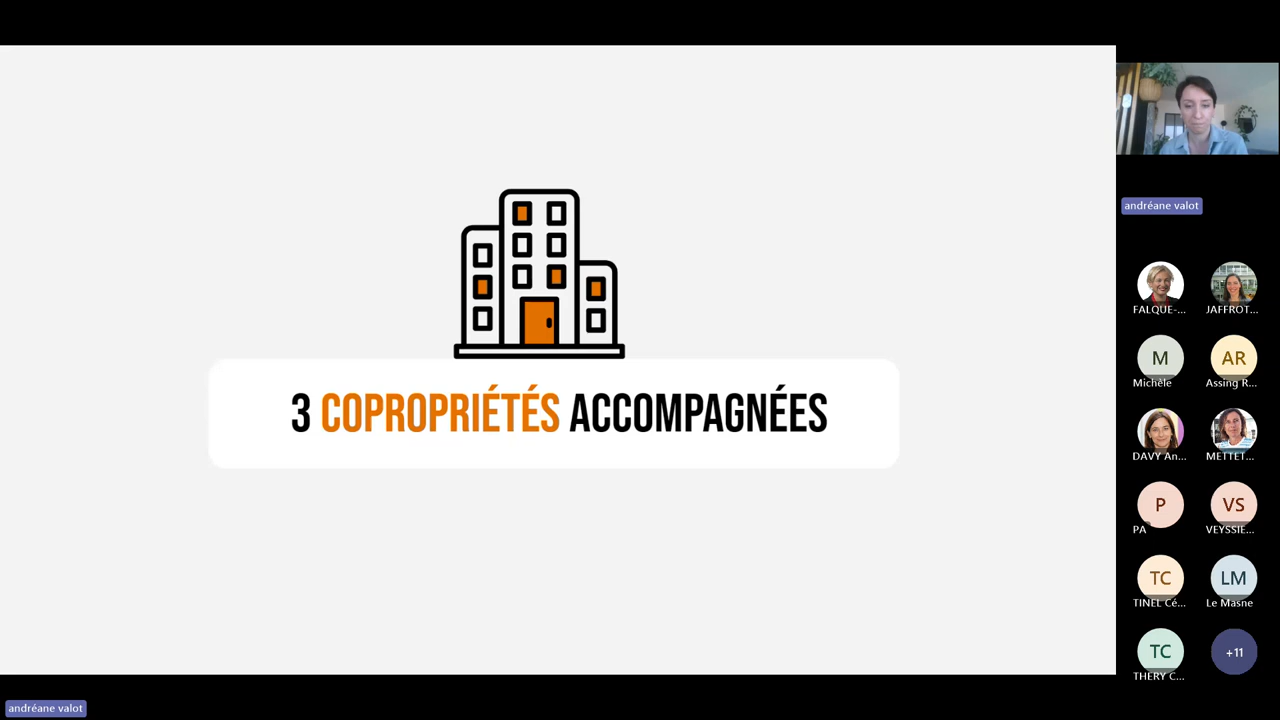 3 COPROPRIÉTÉS ACCOMPAGNÉES
andréane valot
FALQUE-...
JAFFROT...
M
AR
Michèle
Assing R...
DAVY An...
METTET...
P
VS
PA
VEYSSIE...
TC
LM
TINEL Cé...
Le Masne
TC
+11
THERY C...
andréane valot